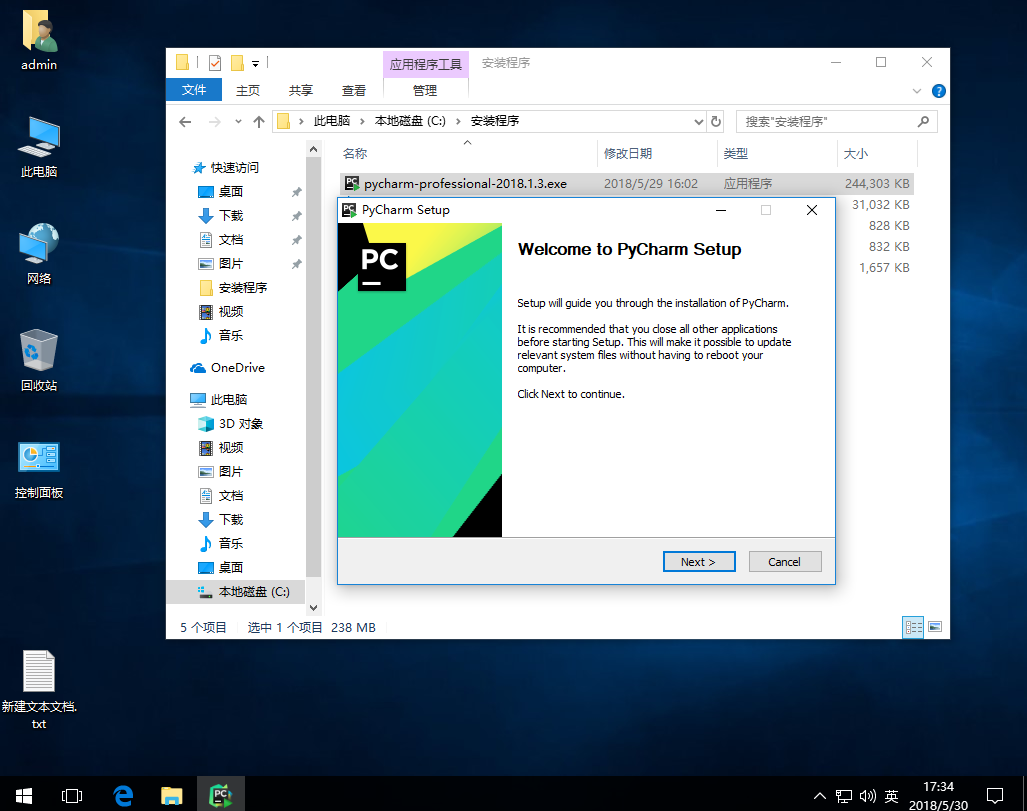 admin
此电脑
网络
回收站
控制面板
新建文本文档.
txt
应用程序工具
安装程序
文件
主页
共享
查看
管理
此电脑
本地磁盘 (C:)
安装程序
搜索"安装程序"
快速访问
桌面
下载
文档
图片
安装程序
视频
音乐
OneDrive
此电脑
3D 对象
视频
图片
文档
下载
音乐
桌面
本地磁盘 (C:)
名称
修改日期
类型
大小
pycharm-professional-2018.1.3.exe
2018/5/29 16:02
应用程序
244,303 KB
31,032 KB
828 KB
832 KB
1,657 KB
PyCharm Setup
PC
Welcome to PyCharm Setup
Setup will guide you through the installation of PyCharm.
It is recommended that you close all other applications
before starting Setup. This will make it possible to update
relevant system files without having to reboot your
computer.
Click Next to continue.
Next >
Cancel
5 个项目
选中 1 个项目
238 MB
英
17:34
2018/5/30